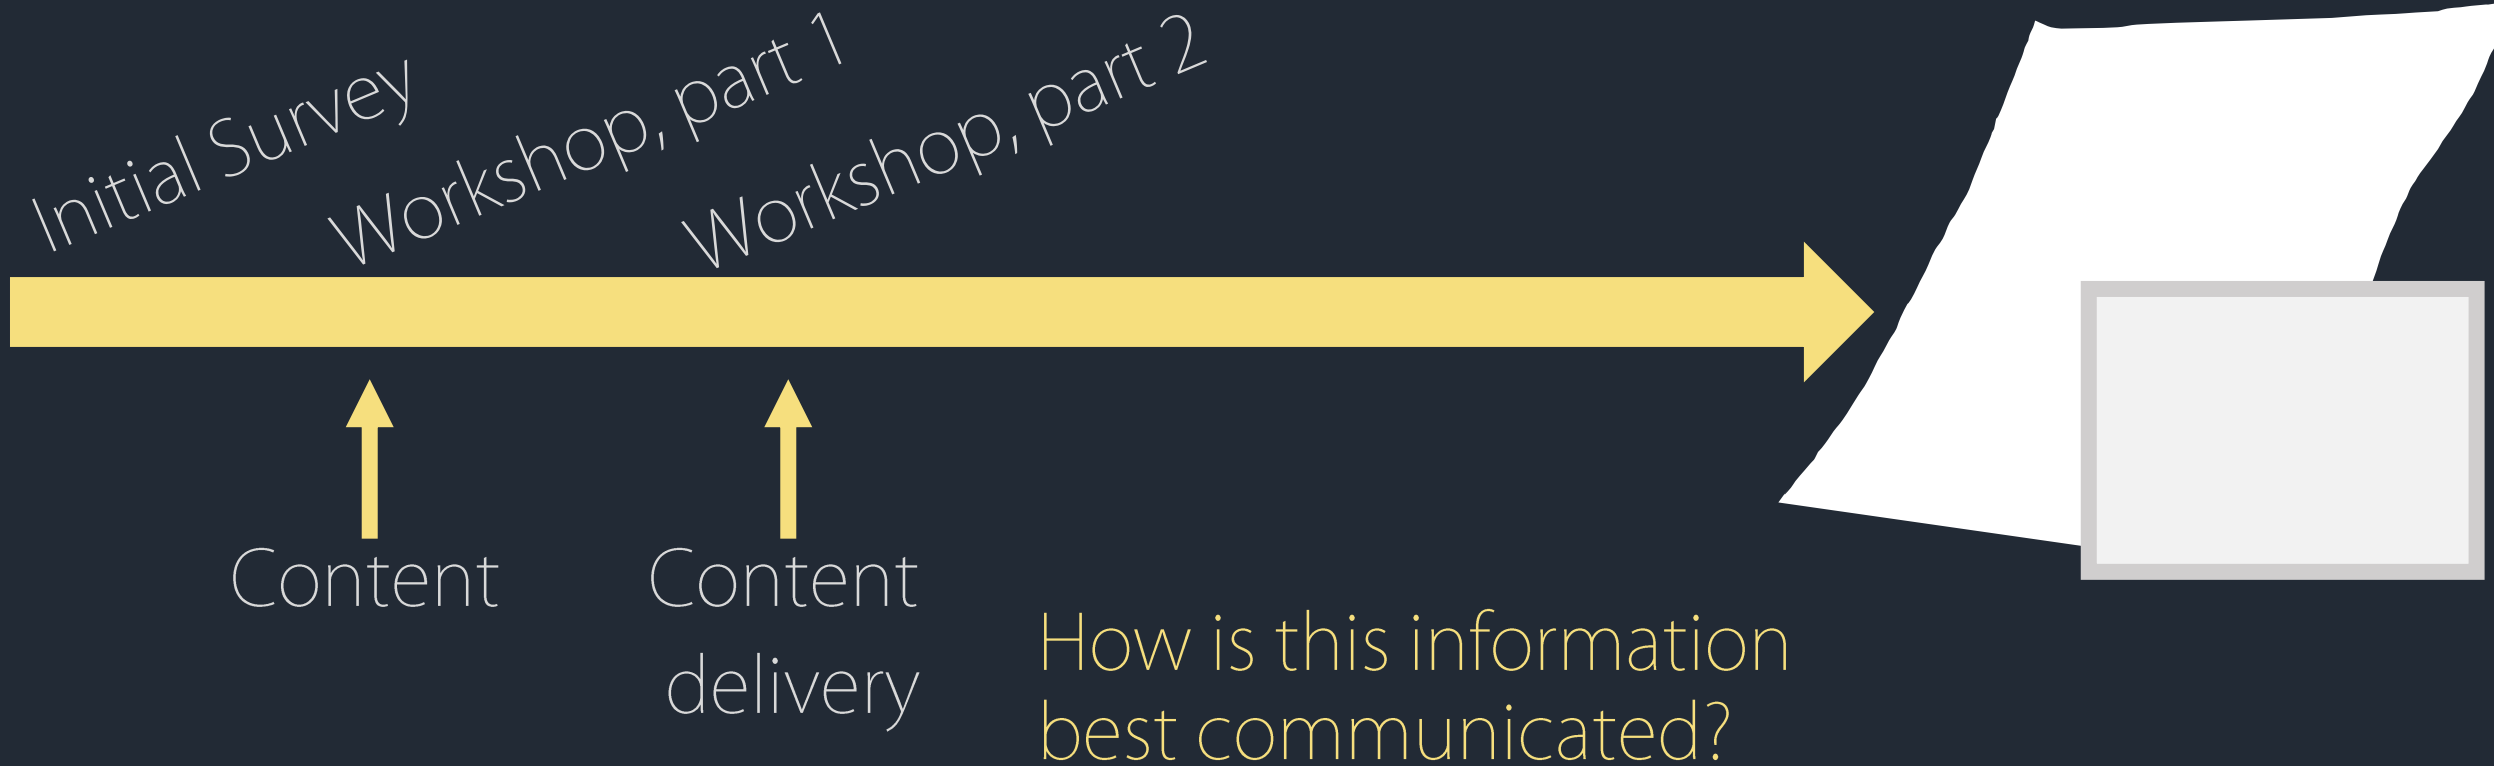 Initial Survey
Workshop, part 1
Workshop, part 2
Content
Content
delivery
How is this information
best communicated?